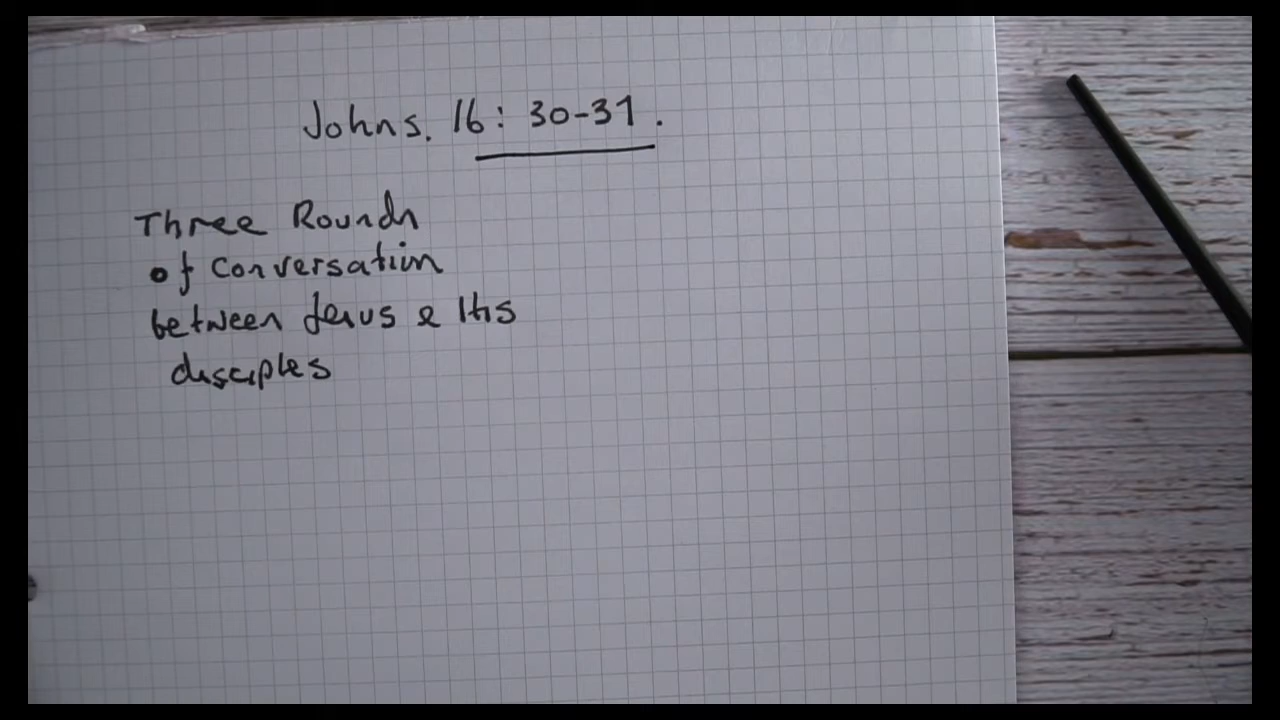 Johns. 16: 30-31.
Three Rounds
of conversation
between Jesus & His
disciples